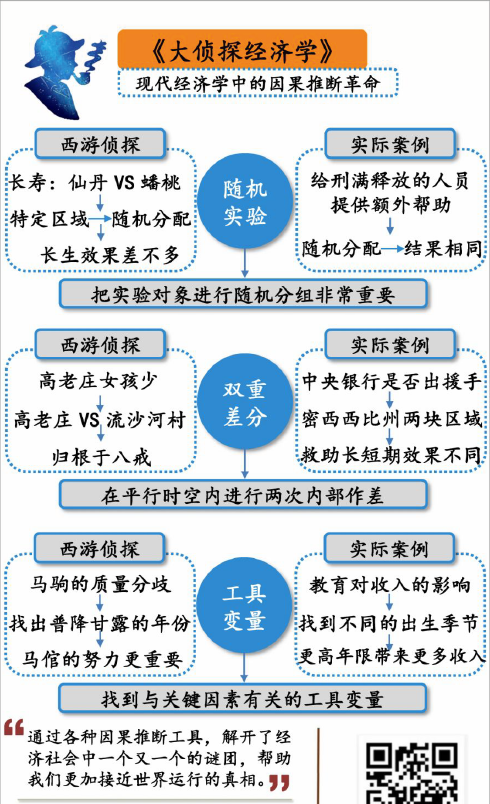 《大侦探经济学》
现代经济学中的因果推断革命
西游侦探
长寿：仙丹 VS 蟠桃
特定区域 随机分配
长生效果差不多
随机
实验
实际案例
给刑满释放的人员
提供额外帮助
随机分配 结果相同
把实验对象进行随机分组非常重要
西游侦探
高老庄女孩少
高老庄 VS 流沙河村
归根于八戒
双重
差分
实际案例
中央银行是否出援手
密西西比州两块区域
救助长短期效果不同
在平行时空内进行两次内部作差
西游侦探
马驹的质量分歧
找出普降甘露的年份
马倌的努力更重要
工具
变量
实际案例
教育对收入的影响
找到不同的出生季节
更高年限带来更多收入
找到与关键因素有关的工具变量
“通过各种因果推断工具，解开了经
济社会中一个又一个的谜团，帮助
我们更加接近世界运行的真相。”